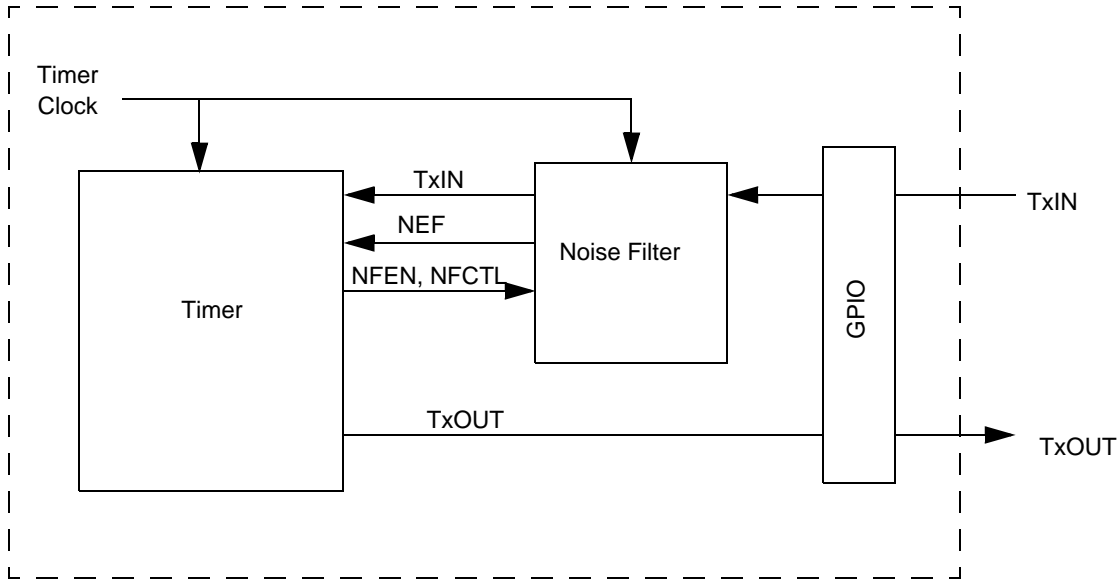 Timer
Clock
TxIN
NEF
NFEN, NFCTL
Timer
TxOUT
Noise Filter
GPIO
TxIN
TxOUT